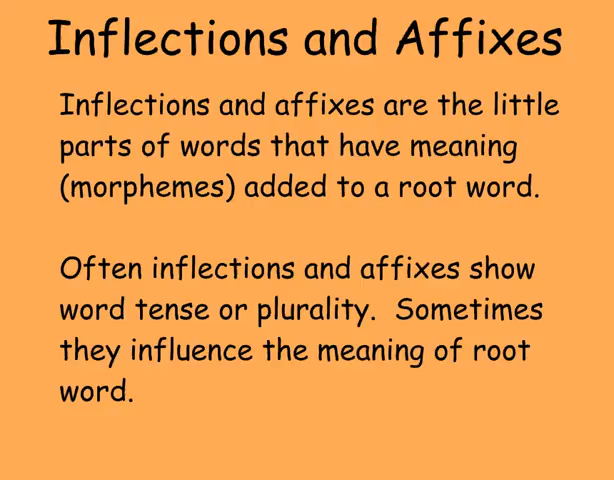 Inflections and Affixes
Inflections and affixes are the little
parts of words that have meaning
(morphemes) added to a root word.
Often inflections and affixes show
word tense or plurality.  Sometimes
they influence the meaning of root
word.